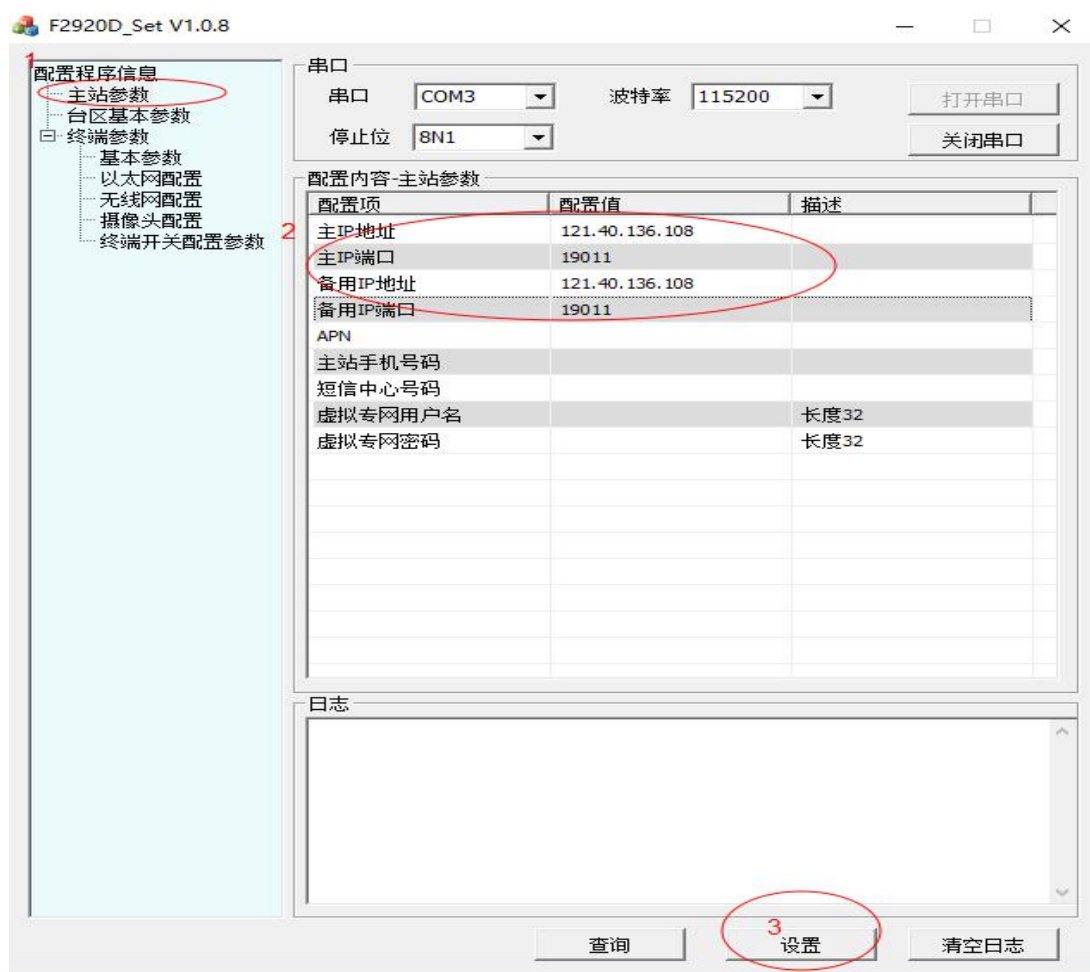 F2920D_Set V1.0.8
1
配置程序信息
主站参数
台区基本参数
终端参数
基本参数
以太网配置
无线网配置
摄像头配置
终端开关配置参数
串口
串口 COM3 波特率 115200 打开串口
停止位 8N1 关闭串口
配置内容-主站参数
配置项 配置值 描述
2
主IP地址 121.40.136.108
主IP端口 19011
备用IP地址 121.40.136.108
备用IP端口 19011
APN
主站手机号码
短信中心号码
虚拟专网用户名 长度32
虚拟专网密码 长度32
日志
3
查询 设置 清空日志